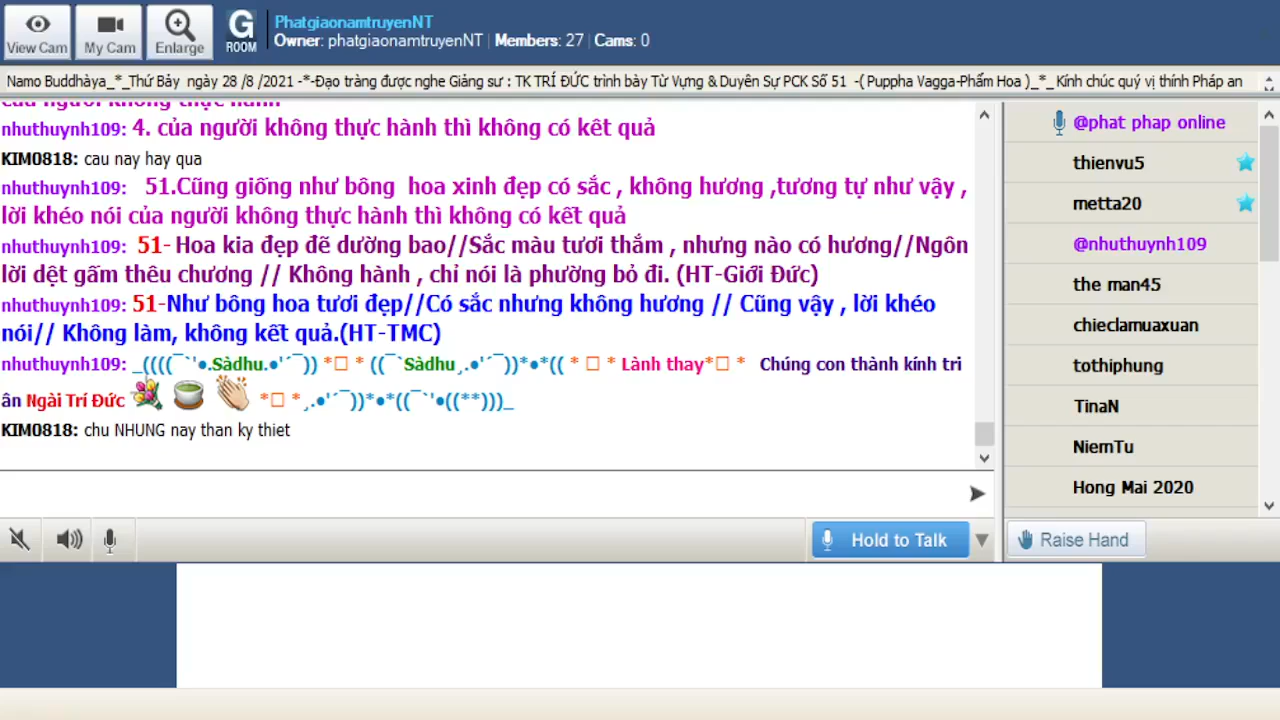 PhatgiaonamtruyenNT
Owner: phatgiaonamtruyenNT | Members: 27 | Cams: 0
View Cam
My Cam
Enlarge
G
ROOM
Namo Buddhàya_*_Thứ Bảy ngày 28 /8 /2021 -*-Đạo tràng được nghe Giảng sư : TK TRÍ ĐỨC trình bày Từ Vựng & Duyên Sự PCK Số 51 -( Puppha Vagga-Phẩm Hoa )_*_ Kính chúc quý vị thính Pháp an
của người không thực hành
nhuthuynh109: 4. của người không thực hành thì không có kêt quả
KIM0818: cau nay hay qua
nhuthuynh109: 51.Cũng giống như bông hoa xinh đẹp có sắc , không hương ,tương tự như vậy ,
lời khéo nói của người không thực hành thì không có kết quả
nhuthuynh109: 51- Hoa kia đẹp đẽ dường bao//Sắc màu tươi thắm , nhưng nào có hương//Ngôn
lời dệt gấm thêu chương // Không hành , chỉ nói là phường bỏ đi. (HT-Giới Đức)
nhuthuynh109: 51-Như bông hoa tươi đẹp//Có sắc nhưng không hương // Cũng vậy , lời khéo
nói// Không làm, không kết quả.(HT-TMC)
nhuthuynh109: _((((¯`'●.Sàdhu.●'´¯)) *□ * ((¯`Sàdhu¸.●'´¯))*●*(( * □ * Lành thay*□ * Chúng con thành kính tri
ân Ngài Trí Đức *□ *¸.●'´¯))*●*((¯`'●((**)))_
KIM0818: chu NHUNG nay than ky thiet
@phat phap online
thienvu5
metta20
@nhuthuynh109
the man45
chieclamuaxuan
tothiphung
TinaN
NiemTu
Hong Mai 2020
Hold to Talk
Raise Hand